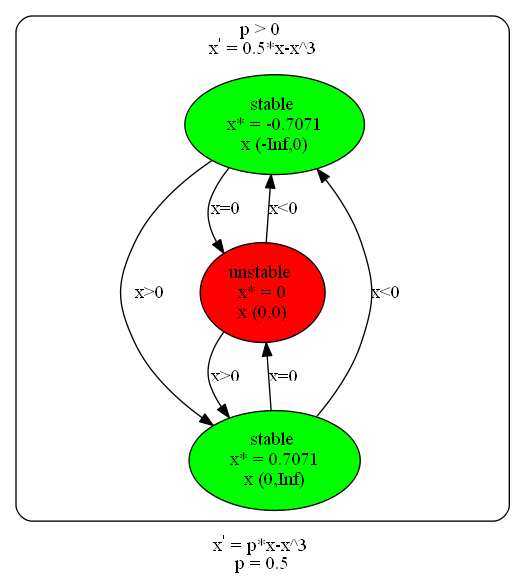 p > 0
x' = 0.5*x-x^3
stable
x* = -0.7071
x (-Inf,0)
x=0
x<0
unstable
x* = 0
x (0,0)
x>0
x<0
x>0
x=0
stable
x* = 0.7071
x (0,Inf)
x' = p*x-x^3
p = 0.5